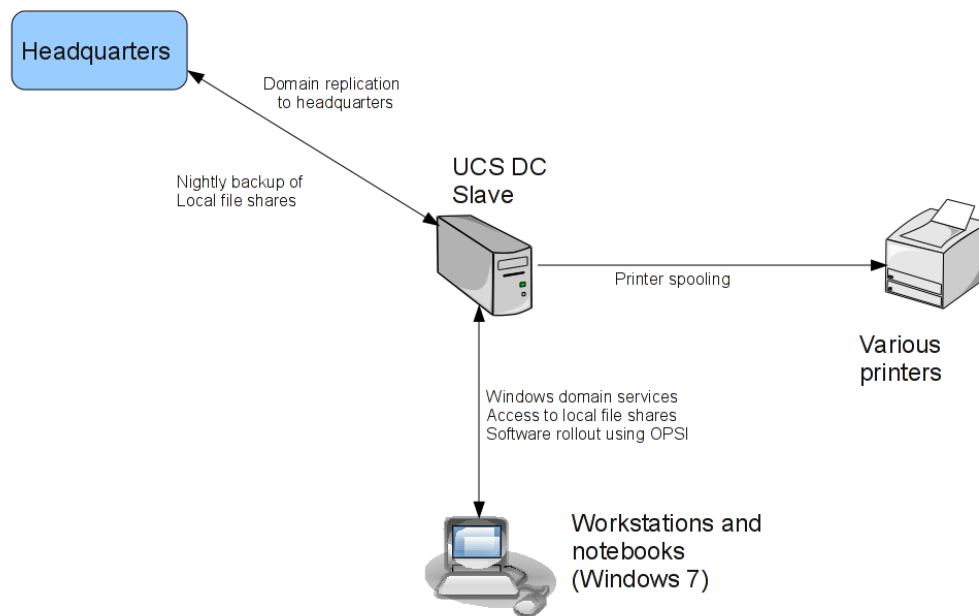 Headquarters
Domain replication
to headquarters
Nightly backup of
Local file shares
UCS DC
Slave
Printer spooling
Various
printers
Windows domain services
Access to local file shares
Software rollout using OPSI
Workstations and
notebooks
(Windows 7)